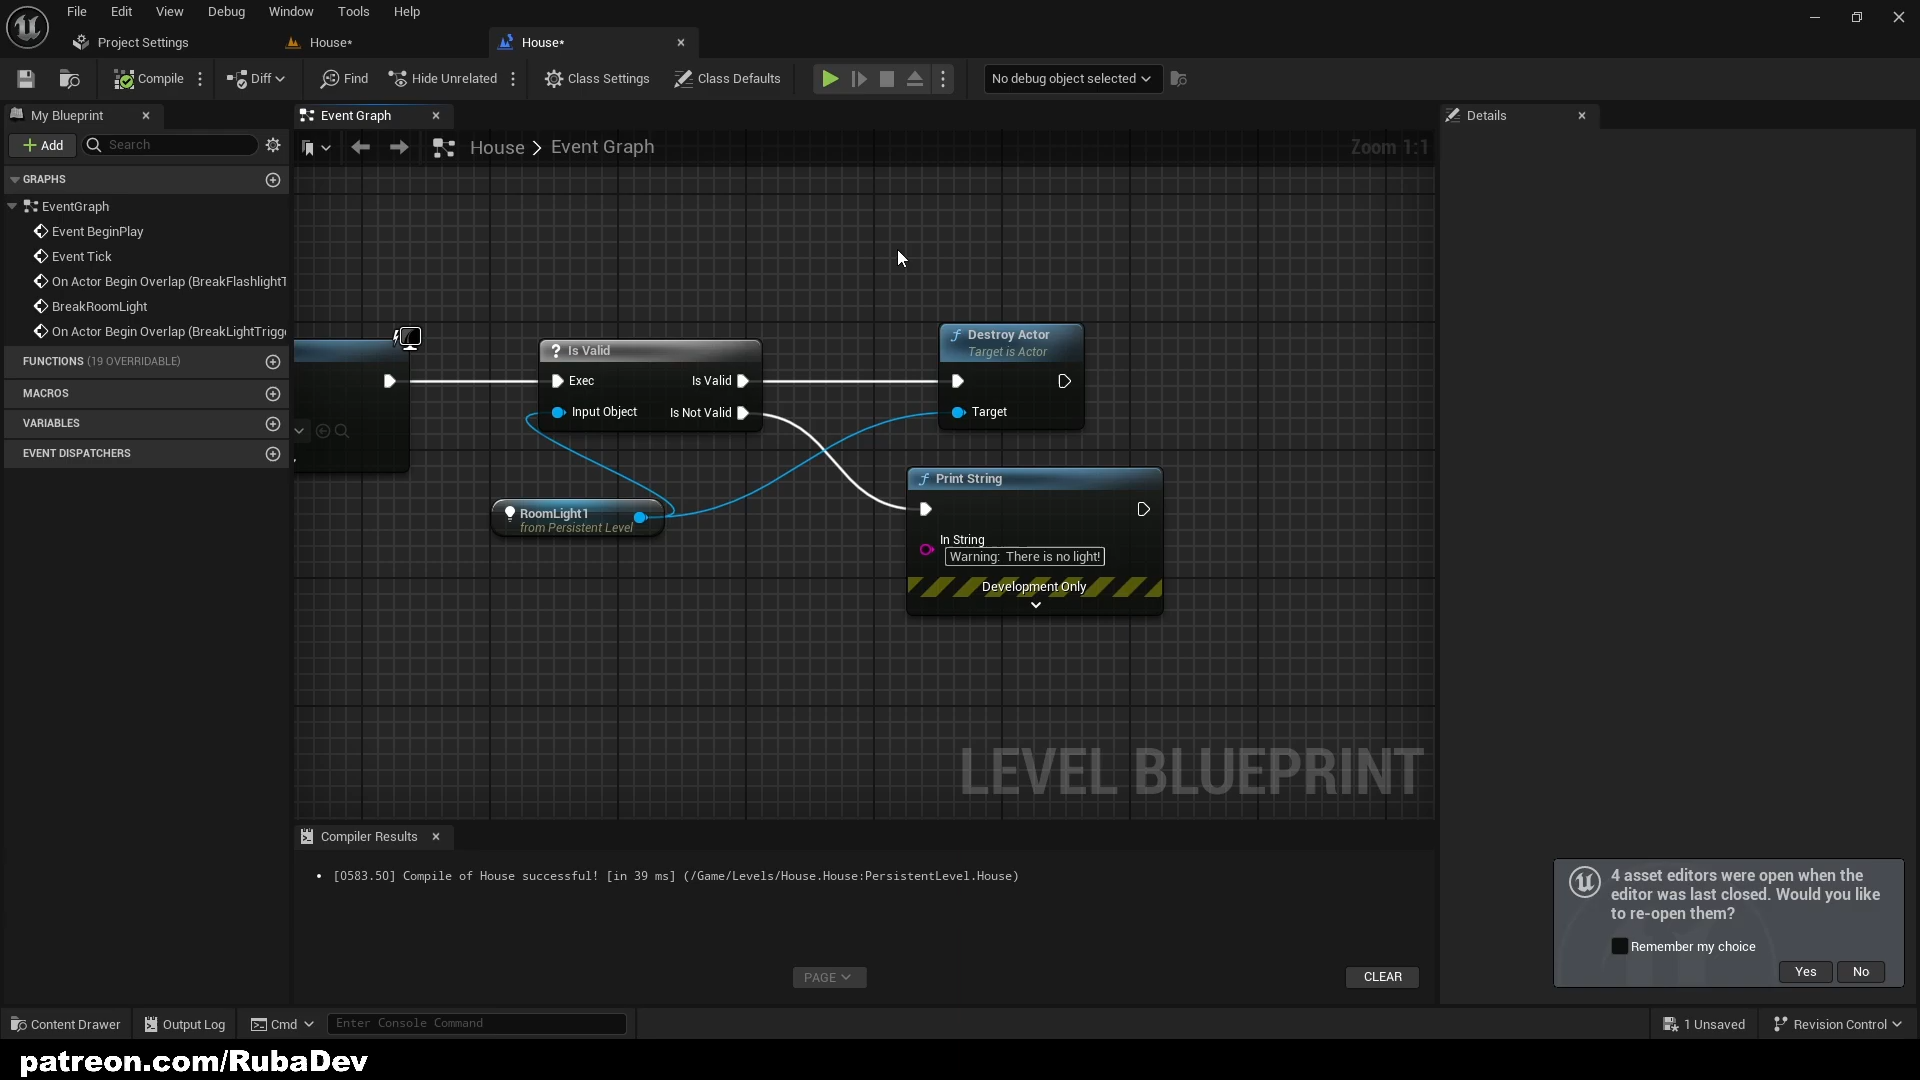 File Edit View Debug Window Tools Help
Project Settings House* House*
Compile Diff Find Hide Unrelated Class Settings Class Defaults No debug object selected
My Blueprint
Add Search
GRAPHS
EventGraph
Event BeginPlay
Event Tick
On Actor Begin Overlap (BreakFlashlightT
BreakRoomLight
On Actor Begin Overlap (BreakLightTrigge
FUNCTIONS (19 OVERRIDABLE)
MACROS
VARIABLES
EVENT DISPATCHERS
Event Graph
House > Event Graph
Zoom 1:1
Is Valid
Exec Is Valid
Input Object Is Not Valid
Destroy Actor
Target is Actor
Target
RoomLight1
from Persistent Level
Print String
In String
Warning: There is no light!
Development Only
LEVEL BLUEPRINT
Compiler Results
• [0583.50] Compile of House successful! [in 39 ms] (/Game/Levels/House.House:PersistentLevel.House)
PAGE
CLEAR
Details
4 asset editors were open when the
editor was last closed. Would you like
to re-open them?
Remember my choice
Yes No
Content Drawer Output Log Cmd Enter Console Command
1 Unsaved Revision Control
patreon.com/RubaDev